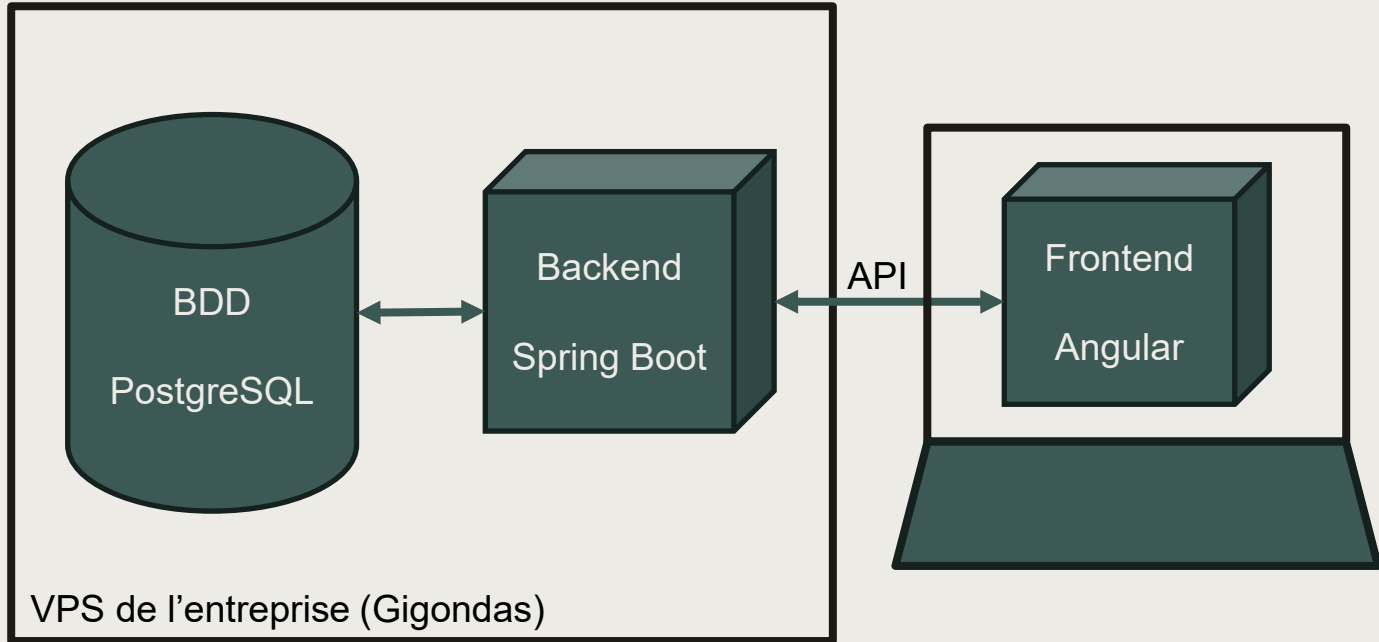 BDD
PostgreSQL
Backend
Spring Boot
API
Frontend
Angular
VPS de l’entreprise (Gigondas)